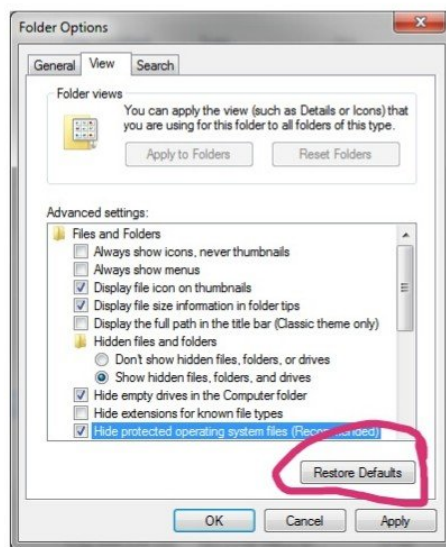 Folder Options
General View Search
Folder views
You can apply the view (such as Details or Icons) that
you are using for this folder to all folders of this type.
Apply to Folders Reset Folders
Advanced settings:
Files and Folders
Always show icons, never thumbnails
Always show menus
Display file icon on thumbnails
Display file size information in folder tips
Display the full path in the title bar (Classic theme only)
Hidden files and folders
Don't show hidden files, folders, or drives
Show hidden files, folders, and drives
Hide empty drives in the Computer folder
Hide extensions for known file types
Hide protected operating system files (Recommended)
Restore Defaults
OK Cancel Apply